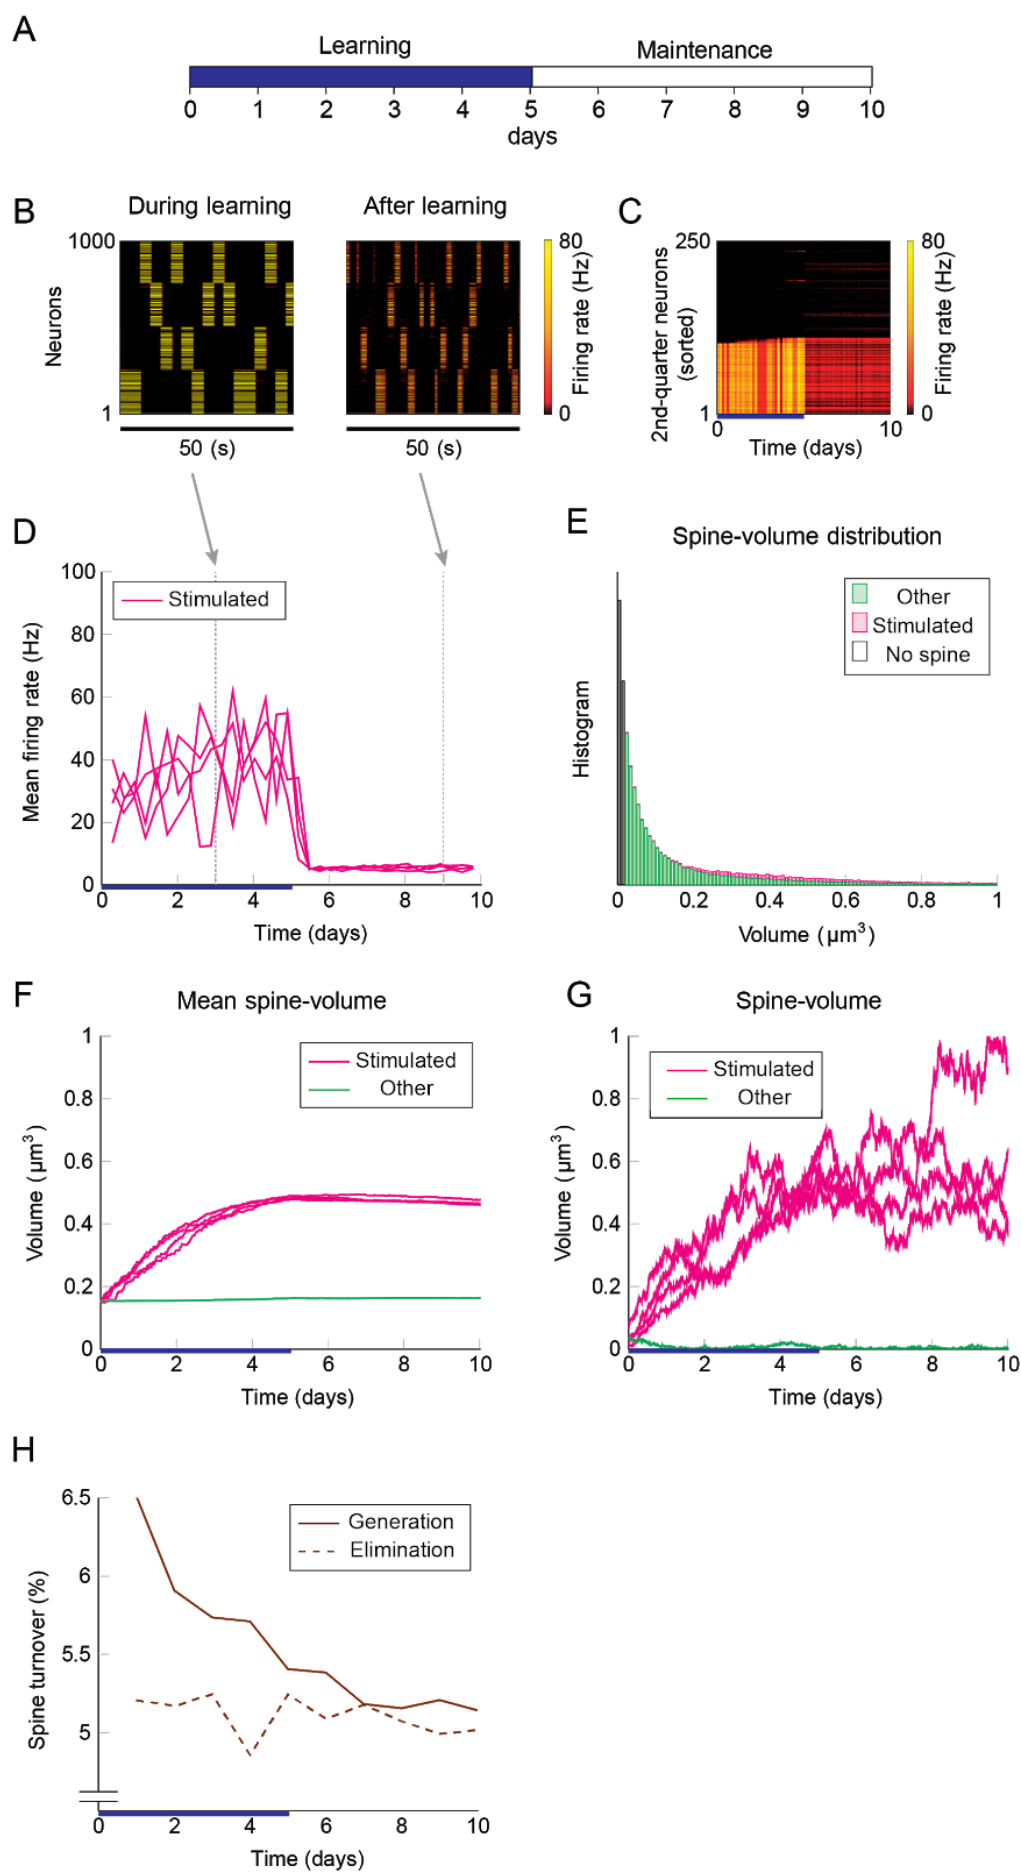 A
Learning
Maintenance
0 1 2 3 4 5 6 7 8 9 10
days
B
During learning
After learning
1000
Neurons
1
50 (s)
50 (s)
80
Firing rate (Hz)
0
C
250
2nd-quarter neurons
(sorted)
1
0 10
Time (days)
80
Firing rate (Hz)
0
D
100
80
60
40
20
0
Mean firing rate (Hz)
Stimulated
0 2 4 6 8 10
Time (days)
E
Spine-volume distribution
Other
Stimulated
No spine
Histogram
0 0.2 0.4 0.6 0.8 1
Volume (μm³)
F
Mean spine-volume
1
0.8
0.6
0.4
0.2
0
Volume (μm³)
Stimulated
Other
0 2 4 6 8 10
Time (days)
G
Spine-volume
1
0.8
0.6
0.4
0.2
0
Volume (μm³)
Stimulated
Other
0 2 4 6 8 10
Time (days)
H
6.5
6
5.5
5
Spine turnover (%)
Generation
Elimination
0 2 4 6 8 10
Time (days)